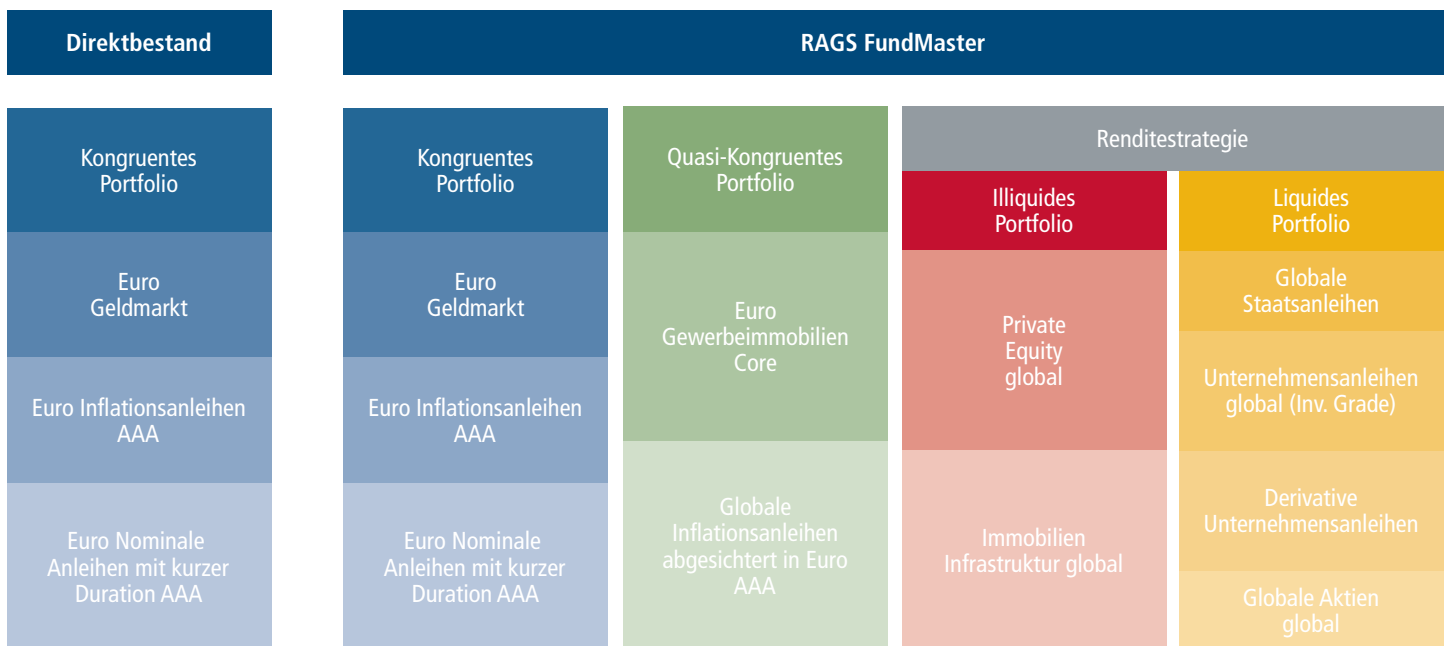 Direktbestand
RAGS FundMaster
Kongruentes
Portfolio
Euro
Geldmarkt
Euro Inflationsanleihen
AAA
Euro Nominale
Anleihen mit kurzer
Duration AAA
Kongruentes
Portfolio
Euro
Geldmarkt
Euro Inflationsanleihen
AAA
Euro Nominale
Anleihen mit kurzer
Duration AAA
Quasi-Kongruentes
Portfolio
Euro
Gewerbeimmobilien
Core
Globale
Inflationsanleihen
abgesichtert in Euro
AAA
Renditestrategie
Illiquides
Portfolio
Private
Equity
global
Immobilien
Infrastruktur global
Liquides
Portfolio
Globale
Staatsanleihen
Unternehmensanleihen
global (Inv. Grade)
Derivative
Unternehmensanleihen
Globale Aktien
global